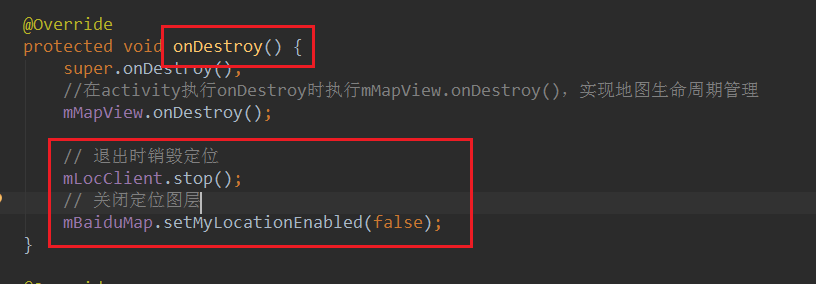 @Override
protected void onDestroy() {
super.onDestroy();
//在activity执行onDestroy时执行mMapView.onDestroy()，实现地图生命周期管理
mMapView.onDestroy();
// 退出时销毁定位
mLocClient.stop();
// 关闭定位图层
mBaiduMap.setMyLocationEnabled(false);
}